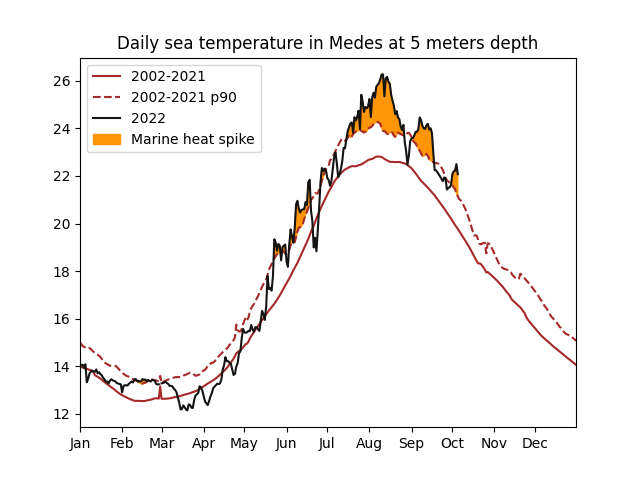 Daily sea temperature in Medes at 5 meters depth
2002-2021
2002-2021 p90
2022
Marine heat spike
26
24
22
20
18
16
14
12
Jan Feb Mar Apr May Jun Jul Aug Sep Oct Nov Dec